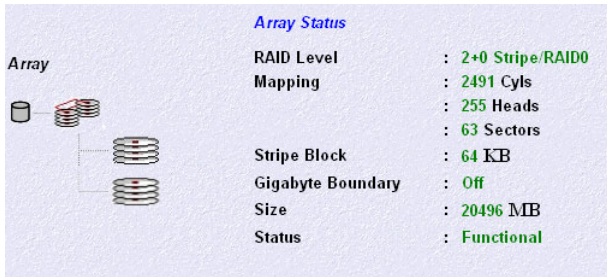 Array Status
Array
RAID Level : 2+0 Stripe/RAID0
Mapping : 2491 Cyls
: 255 Heads
: 63 Sectors
Stripe Block : 64 KB
Gigabyte Boundary : Off
Size : 20496 MB
Status : Functional